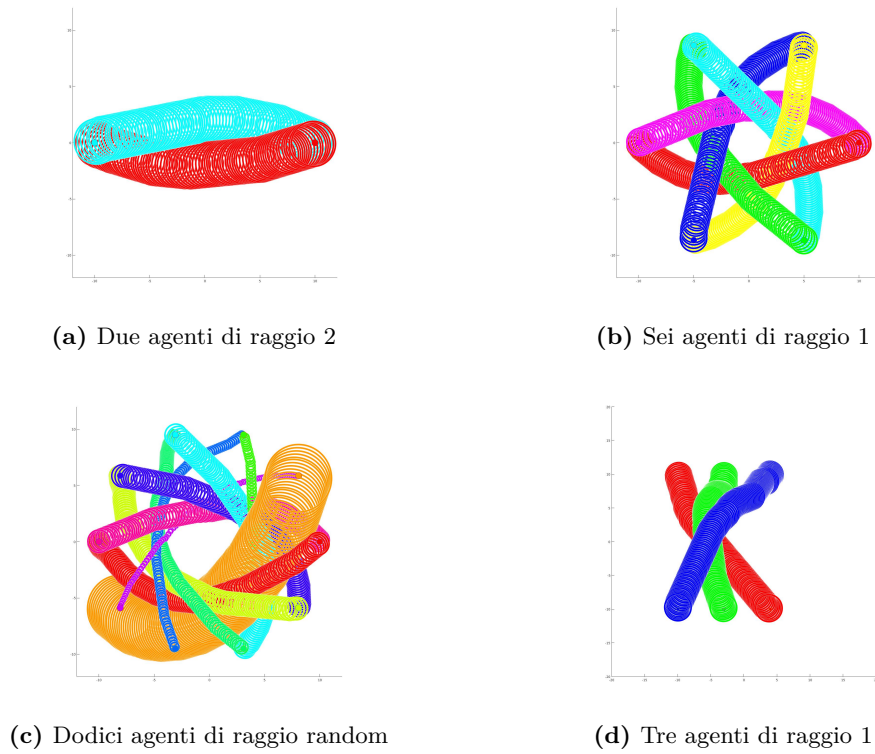 (a) Due agenti di raggio 2
(b) Sei agenti di raggio 1
(c) Dodici agenti di raggio random
(d) Tre agenti di raggio 1